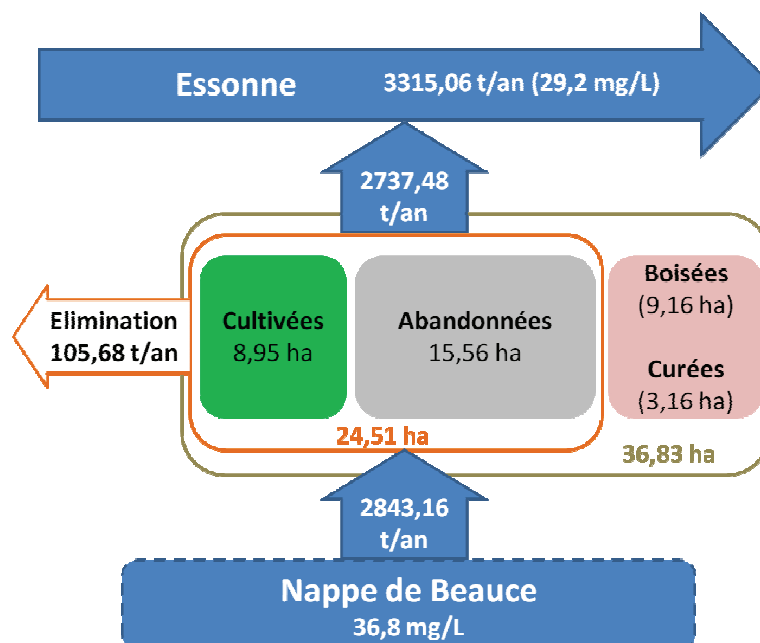 Essonne 3315,06 t/an (29,2 mg/L)
2737,48
t/an
Elimination
105,68 t/an
Cultivées
8,95 ha
Abandonnées
15,56 ha
Boisées
(9,16 ha)
Curées
(3,16 ha)
24,51 ha
36,83 ha
2843,16
t/an
Nappe de Beauce
36,8 mg/L